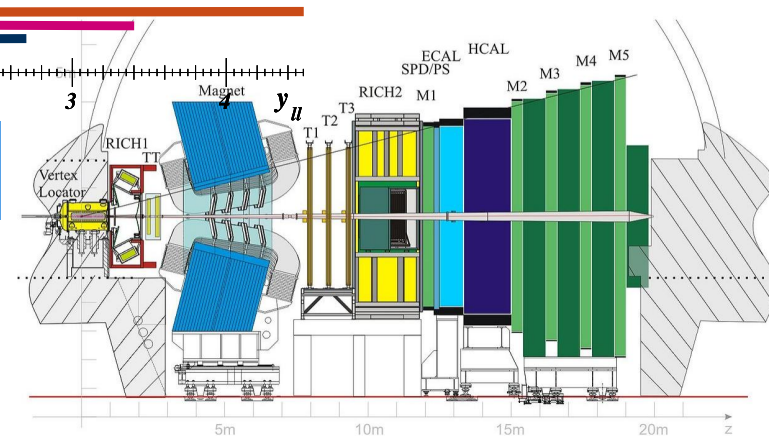 3
4
y ll
Magnet
ECAL
HCAL
SPD/PS
M1
M2
M3
M4
M5
RICH2
T1
T2
T3
RICH1
TT
Vertex
Locator
5m
10m
15m
20m
z